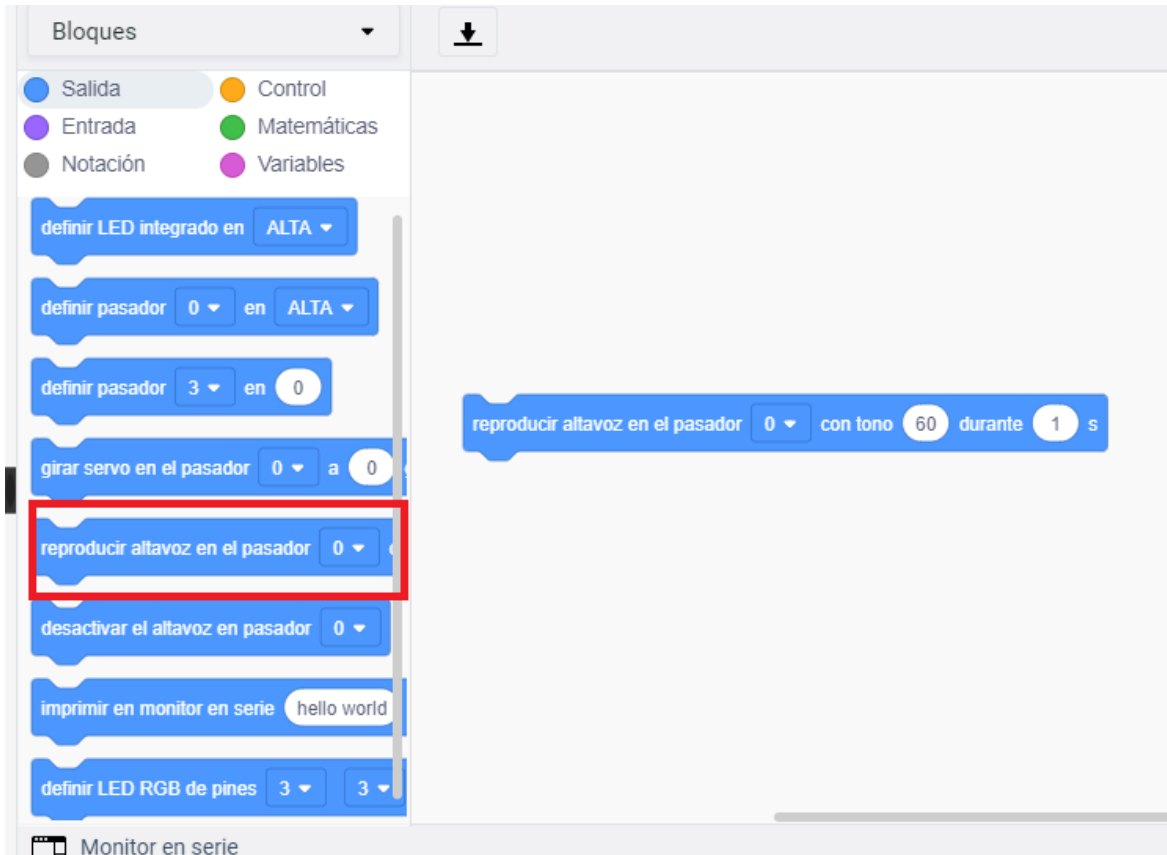 Bloques
Salida Control
Entrada Matemáticas
Notación Variables
definir LED integrado en ALTA
definir pasador 0 en ALTA
definir pasador 3 en 0
girar servo en el pasador 0 a 0
reproducir altavoz en el pasador 0
desactivar el altavoz en pasador 0
imprimir en monitor en serie hello world
definir LED RGB de pines 3 3
reproducir altavoz en el pasador 0 con tono 60 durante 1 s
Monitor en serie